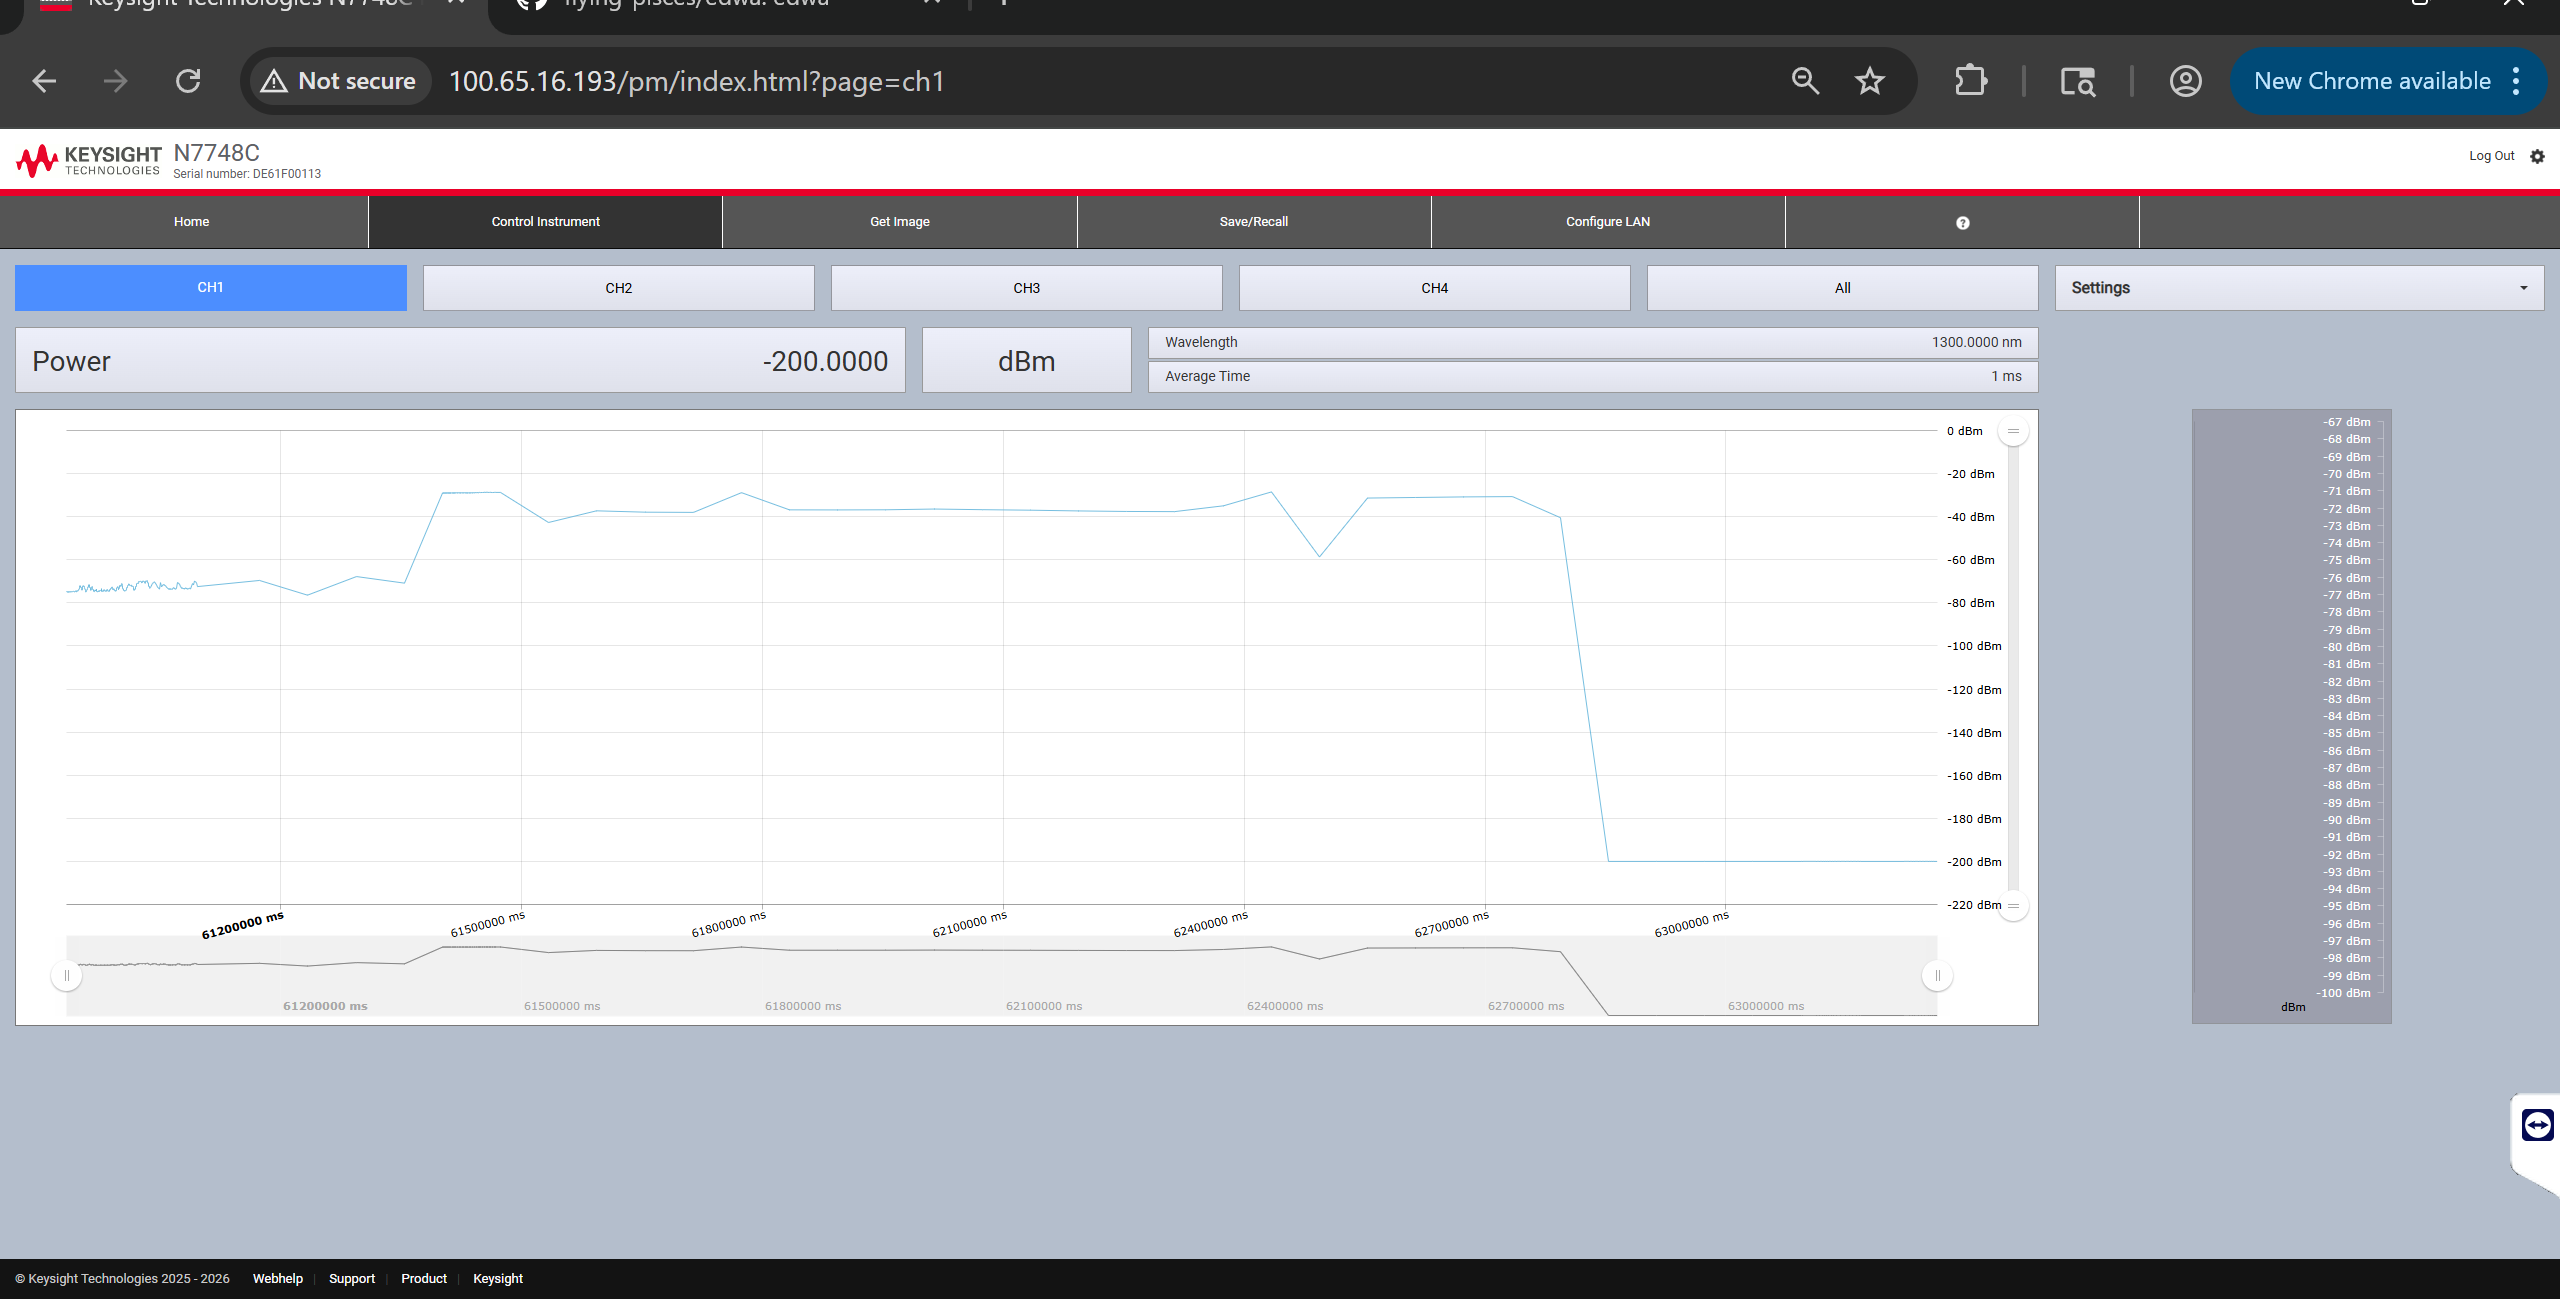 Keysight Technologies N7748C
flying-pisces/edwa: edwa
Not secure
100.65.16.193/pm/index.html?page=ch1
New Chrome available
KEYSIGHT
TECHNOLOGIES
N7748C
Serial number: DE61F00113
Log Out
Home
Control Instrument
Get Image
Save/Recall
Configure LAN
?
CH1
CH2
CH3
CH4
All
Settings
Power
-200.0000
dBm
Wavelength
1300.0000 nm
Average Time
1 ms
0 dBm
-20 dBm
-40 dBm
-60 dBm
-80 dBm
-100 dBm
-120 dBm
-140 dBm
-160 dBm
-180 dBm
-200 dBm
-220 dBm
61200000 ms
61500000 ms
61800000 ms
62100000 ms
62400000 ms
62700000 ms
63000000 ms
61200000 ms
61500000 ms
61800000 ms
62100000 ms
62400000 ms
62700000 ms
63000000 ms
-67 dBm
-68 dBm
-69 dBm
-70 dBm
-71 dBm
-72 dBm
-73 dBm
-74 dBm
-75 dBm
-76 dBm
-77 dBm
-78 dBm
-79 dBm
-80 dBm
-81 dBm
-82 dBm
-83 dBm
-84 dBm
-85 dBm
-86 dBm
-87 dBm
-88 dBm
-89 dBm
-90 dBm
-91 dBm
-92 dBm
-93 dBm
-94 dBm
-95 dBm
-96 dBm
-97 dBm
-98 dBm
-99 dBm
-100 dBm
dBm
© Keysight Technologies 2025 - 2026
Webhelp
Support
Product
Keysight